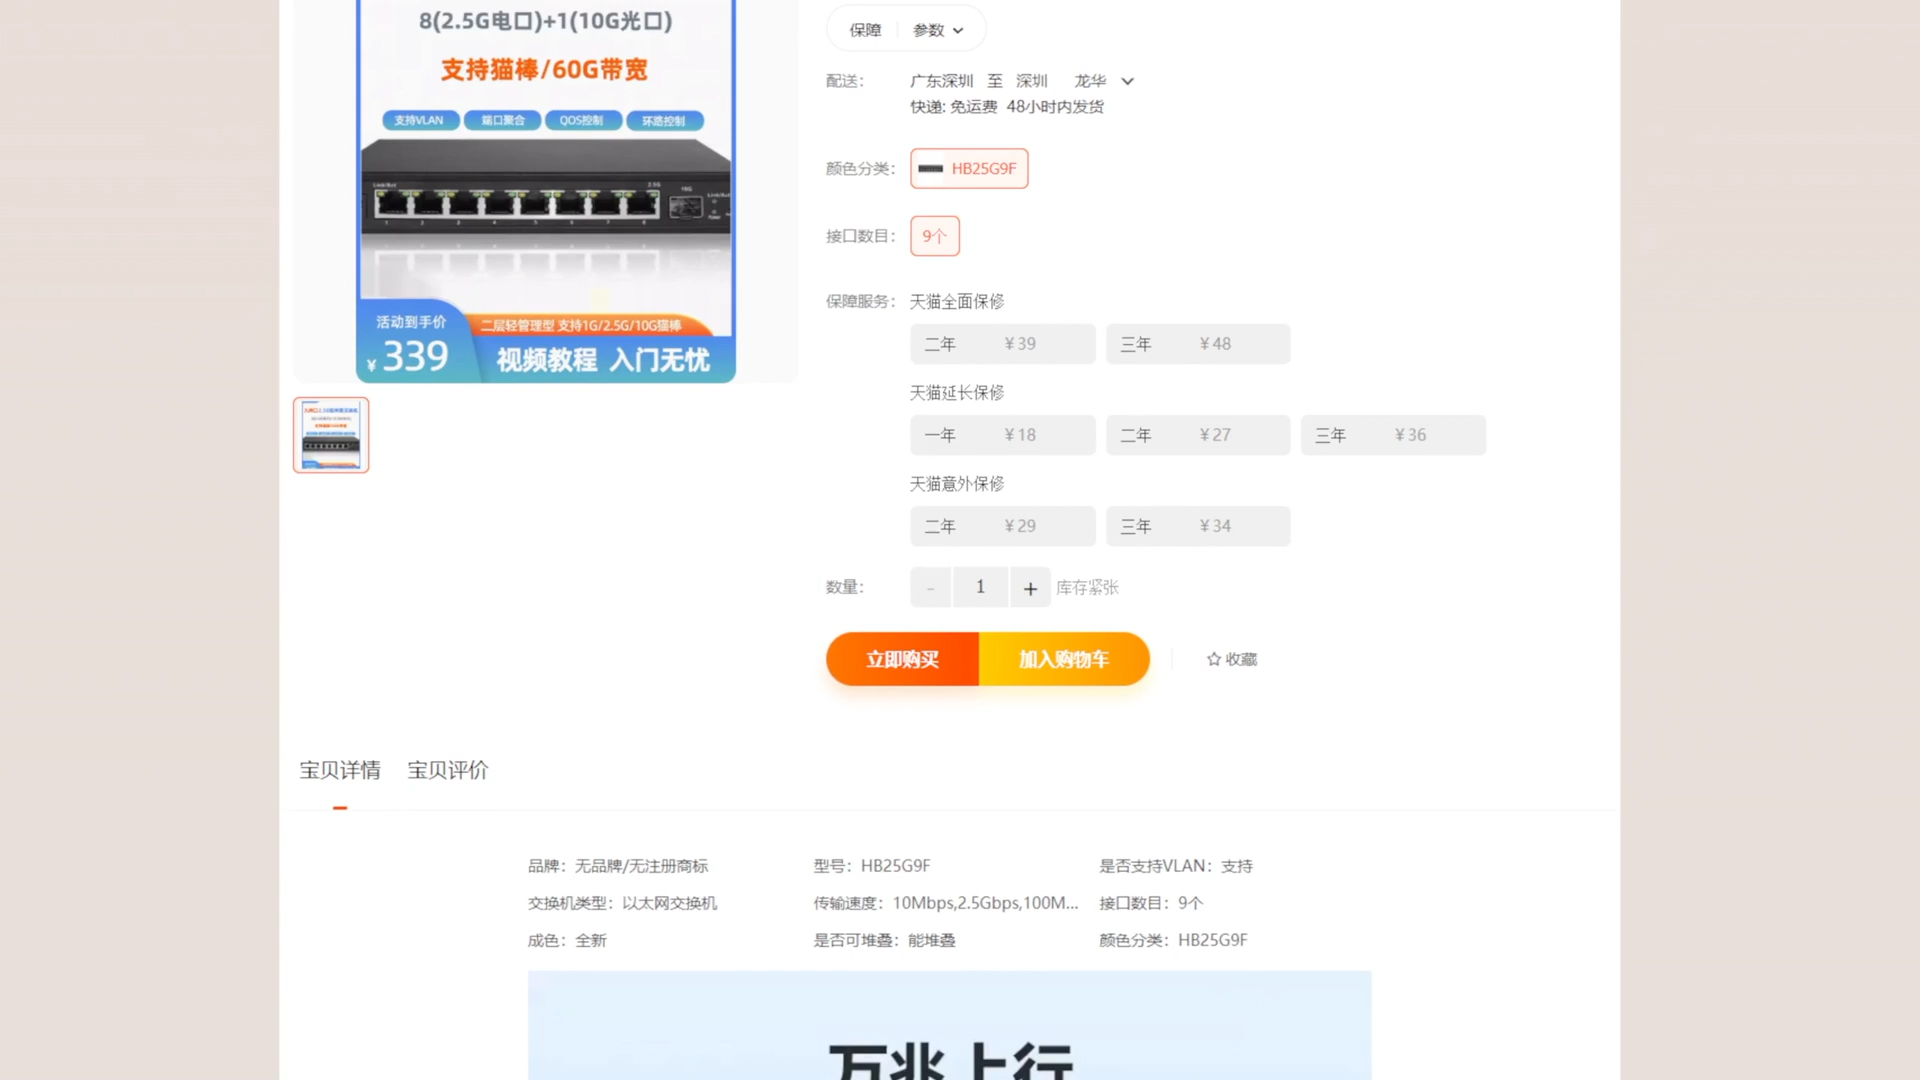 8(2.5G电口)+1(10G光口)
支持猫棒/60G带宽
支持VLAN 端口聚合 QOS控制 环路控制
Link/Act 2.5G 10G
1 2 3 4 5 6 7 8
活动到手价
¥339
二层轻管理型 支持1G/2.5G/10G猫棒
视频教程 入门无忧
保障 参数
配送： 广东深圳 至 深圳 龙华
快递: 免运费 48小时内发货
颜色分类： HB25G9F
接口数目： 9个
保障服务： 天猫全面保修
二年 ¥39 三年 ¥48
天猫延长保修
一年 ¥18 二年 ¥27 三年 ¥36
天猫意外保修
二年 ¥29 三年 ¥34
数量： - 1 + 库存紧张
立即购买 加入购物车 收藏
宝贝详情 宝贝评价
品牌：无品牌/无注册商标 型号：HB25G9F 是否支持VLAN：支持
交换机类型：以太网交换机 传输速度：10Mbps,2.5Gbps,100M... 接口数目：9个
成色：全新 是否可堆叠：能堆叠 颜色分类：HB25G9F
万兆上行